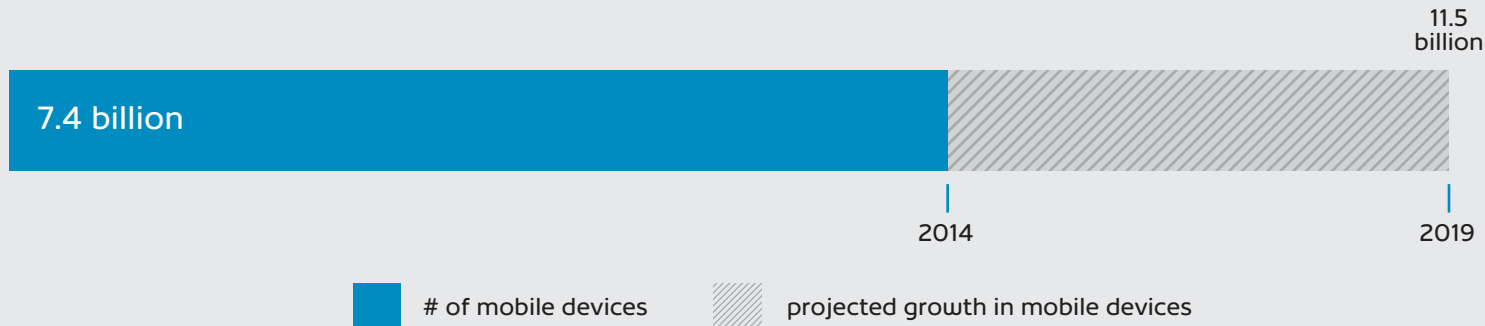 11.5
billion
7.4 billion
2014
2019
# of mobile devices
projected growth in mobile devices